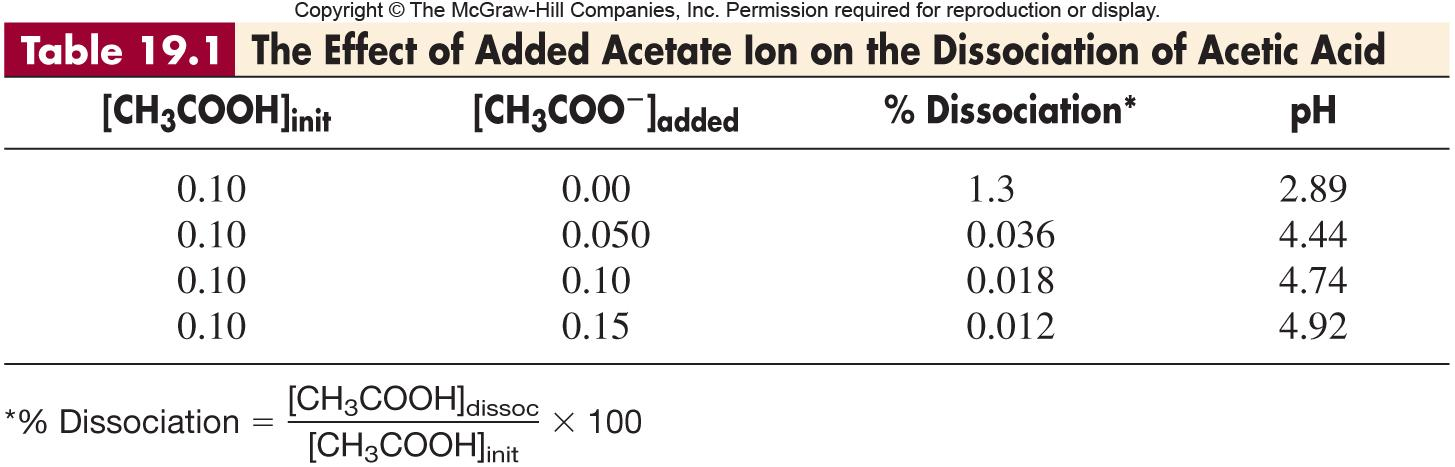 Copyright © The McGraw-Hill Companies, Inc. Permission required for reproduction or display.
Table 19.1 The Effect of Added Acetate Ion on the Dissociation of Acetic Acid
[CH₃COOH]init [CH₃COO⁻]added % Dissociation* pH
0.10 0.00 1.3 2.89
0.10 0.050 0.036 4.44
0.10 0.10 0.018 4.74
0.10 0.15 0.012 4.92
*% Dissociation = [CH₃COOH]dissoc / [CH₃COOH]init × 100